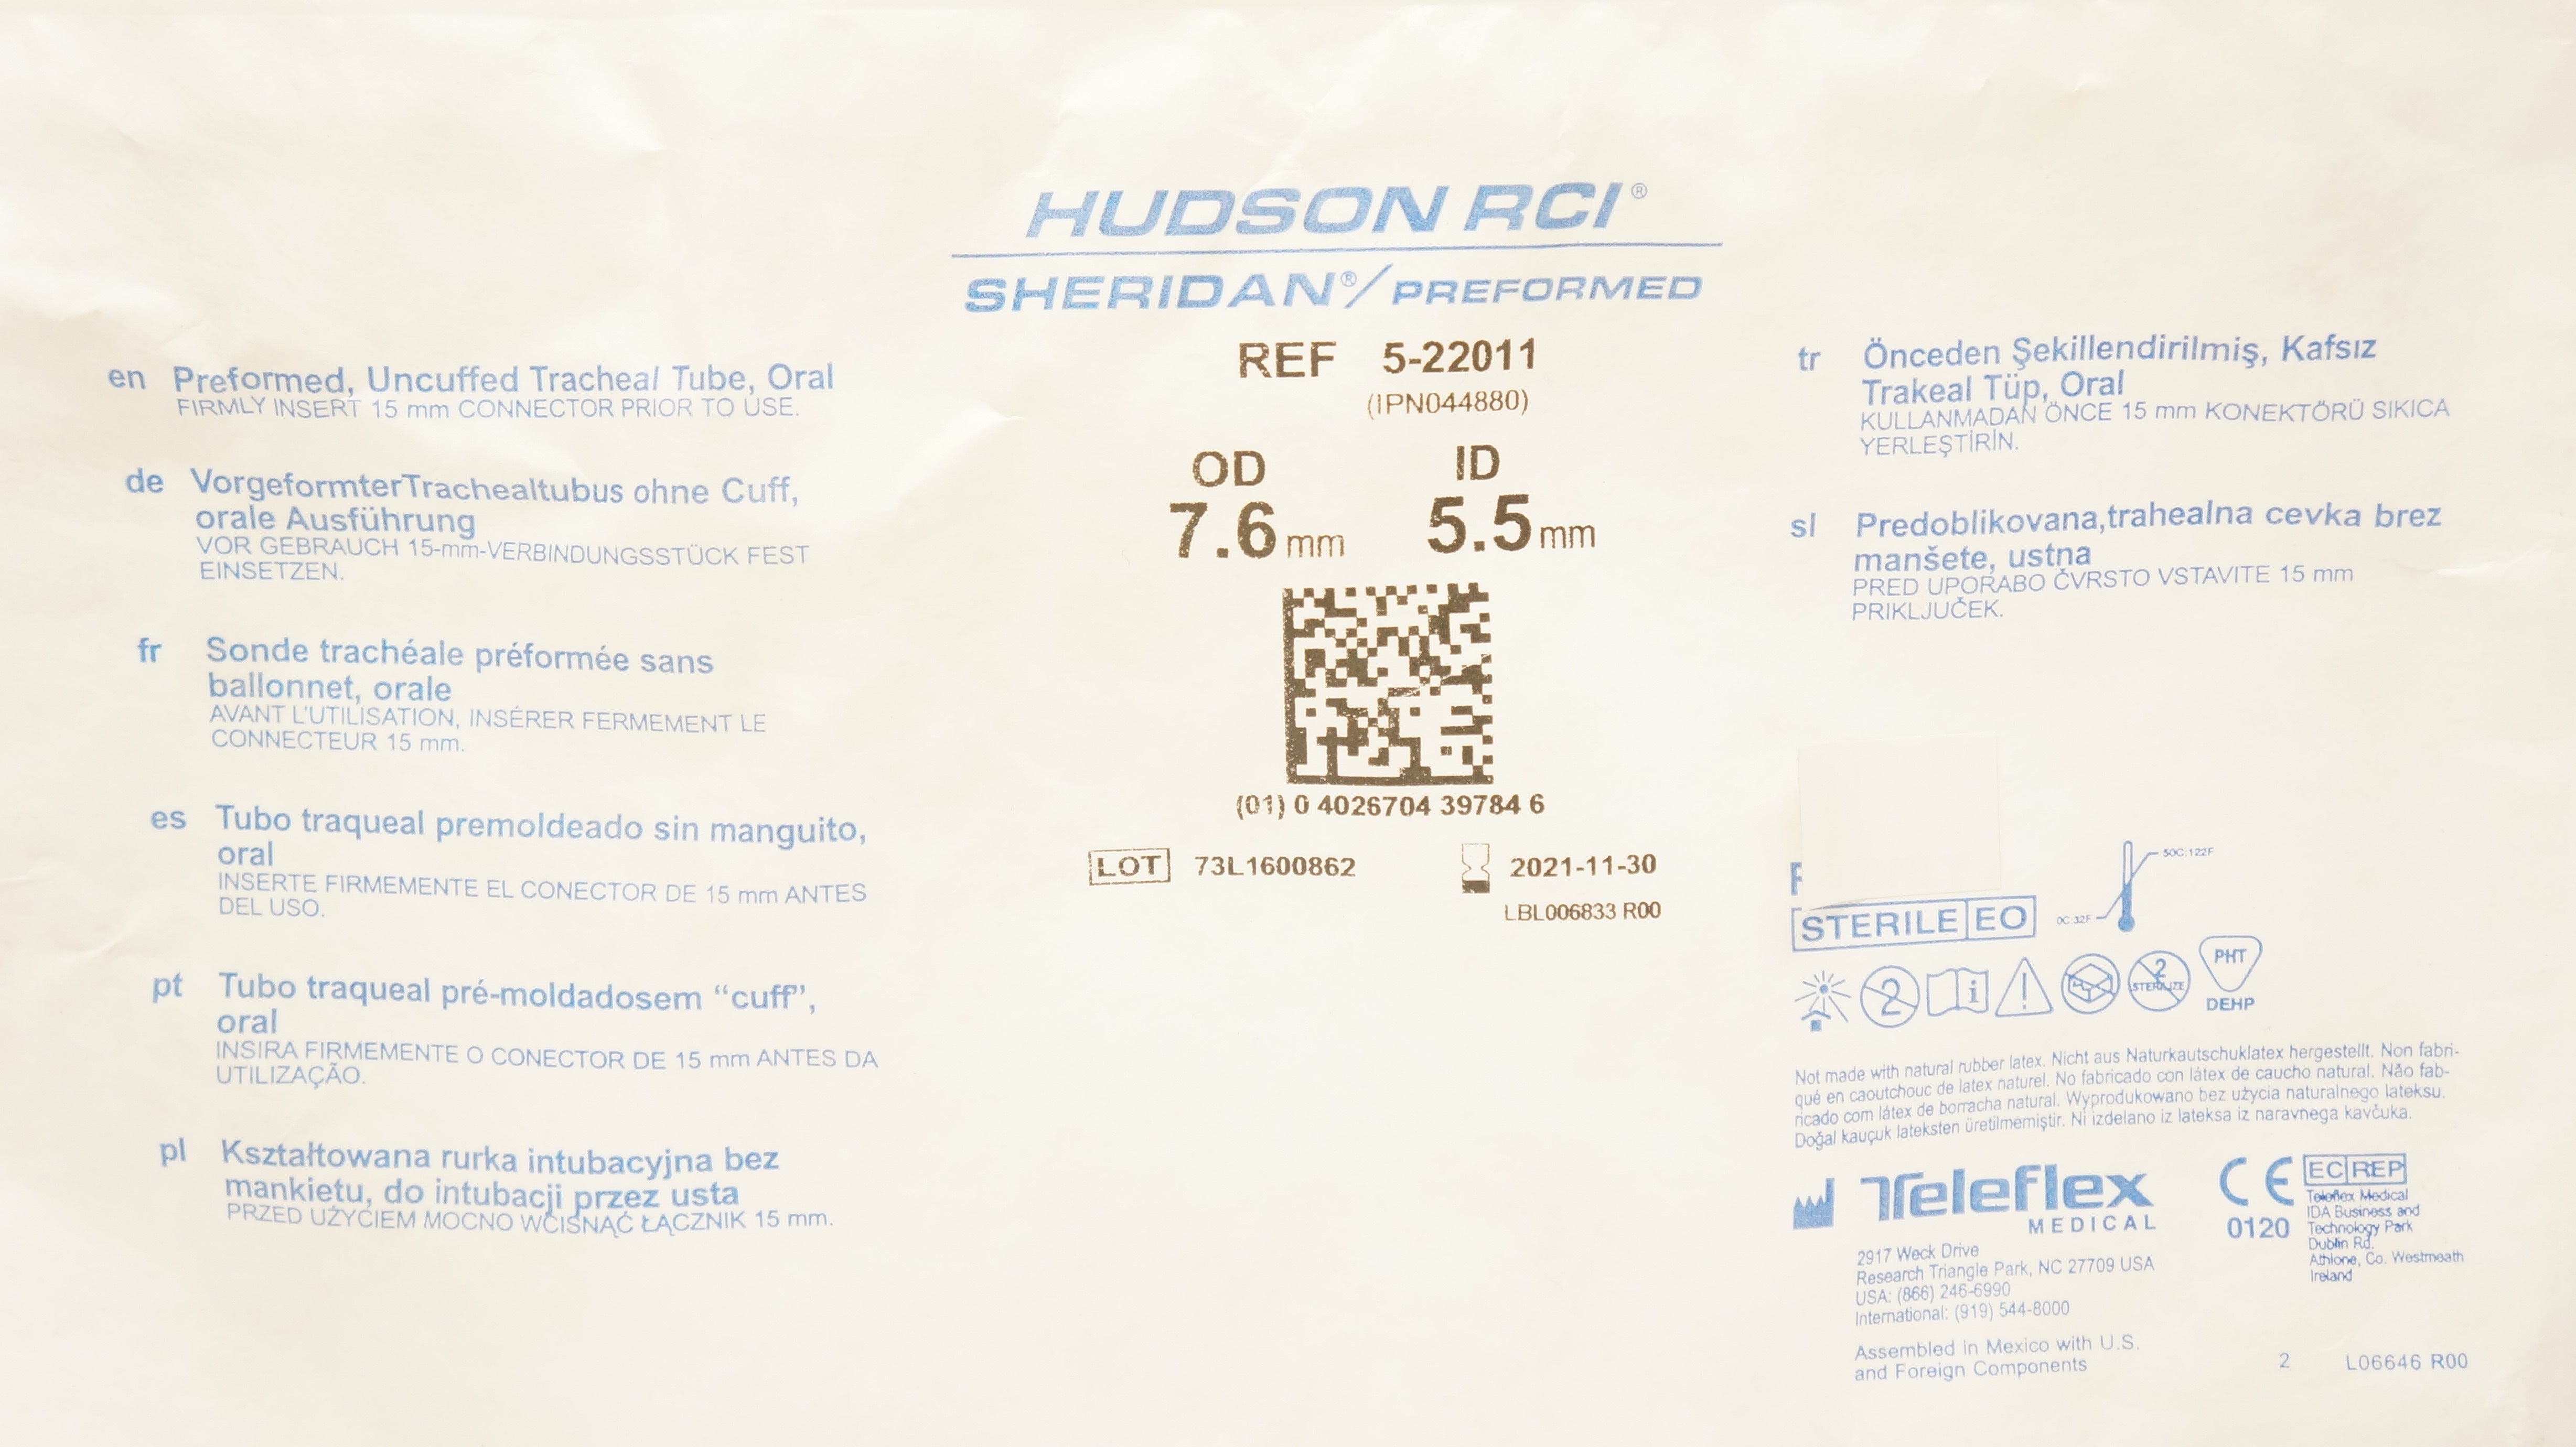 HUDSON RCI®
SHERIDAN®/PREFORMED
REF 5-22011
(IPN044880)
OD ID
7.6 mm 5.5 mm
(01) 0 4026704 39784 6
LOT 73L1600862 2021-11-30
LBL006833 R00
en Preformed, Uncuffed Tracheal Tube, Oral
FIRMLY INSERT 15 mm CONNECTOR PRIOR TO USE.
de VorgeformterTrachealtubus ohne Cuff,
orale Ausführung
VOR GEBRAUCH 15-mm-VERBINDUNGSSTÜCK FEST
EINSETZEN.
fr Sonde trachéale préformée sans
ballonnet, orale
AVANT L'UTILISATION, INSÉRER FERMEMENT LE
CONNECTEUR 15 mm.
es Tubo traqueal premoldeado sin manguito,
oral
INSERTE FIRMEMENTE EL CONECTOR DE 15 mm ANTES
DEL USO.
pt Tubo traqueal pré-moldadosem “cuff”,
oral
INSIRA FIRMEMENTE O CONECTOR DE 15 mm ANTES DA
UTILIZAÇÃO.
pl Kształtowana rurka intubacyjna bez
mankietu, do intubacji przez usta
PRZED UŻYCIEM MOCNO WCISNĄĆ ŁĄCZNIK 15 mm.
tr Önceden Şekillendirilmiş, Kafsız
Trakeal Tüp, Oral
KULLANMADAN ÖNCE 15 mm KONEKTÖRÜ SIKICA
YERLEŞTİRİN.
sl Predoblikovana,trahealna cevka brez
manšete, ustna
PRED UPORABO ČVRSTO VSTAVITE 15 mm
PRIKLJUČEK.
50C:122F
STERILE EO
0C:32F
2
2
STERILIZE
PHT
DEHP
Not made with natural rubber latex. Nicht aus Naturkautschuklatex hergestellt. Non fabri-
qué en caoutchouc de latex naturel. No fabricado con látex de caucho natural. Não fab-
ricado com látex de borracha natural. Wyprodukowano bez użycia naturalnego lateksu.
Doğal kauçuk lateksten üretilmemiştir. Ni izdelano iz lateksa iz naravnega kavčuka.
Teleflex
MEDICAL
2917 Weck Drive
Research Triangle Park, NC 27709 USA
USA: (866) 246-6990
International: (919) 544-8000
Assembled In Mexico with U.S.
and Foreign Components
CE
0120
EC REP
Teleflex Medical
IDA Business and
Technology Park
Dublin Rd.
Athlone, Co. Westmeath
Ireland
2 L06646 R00